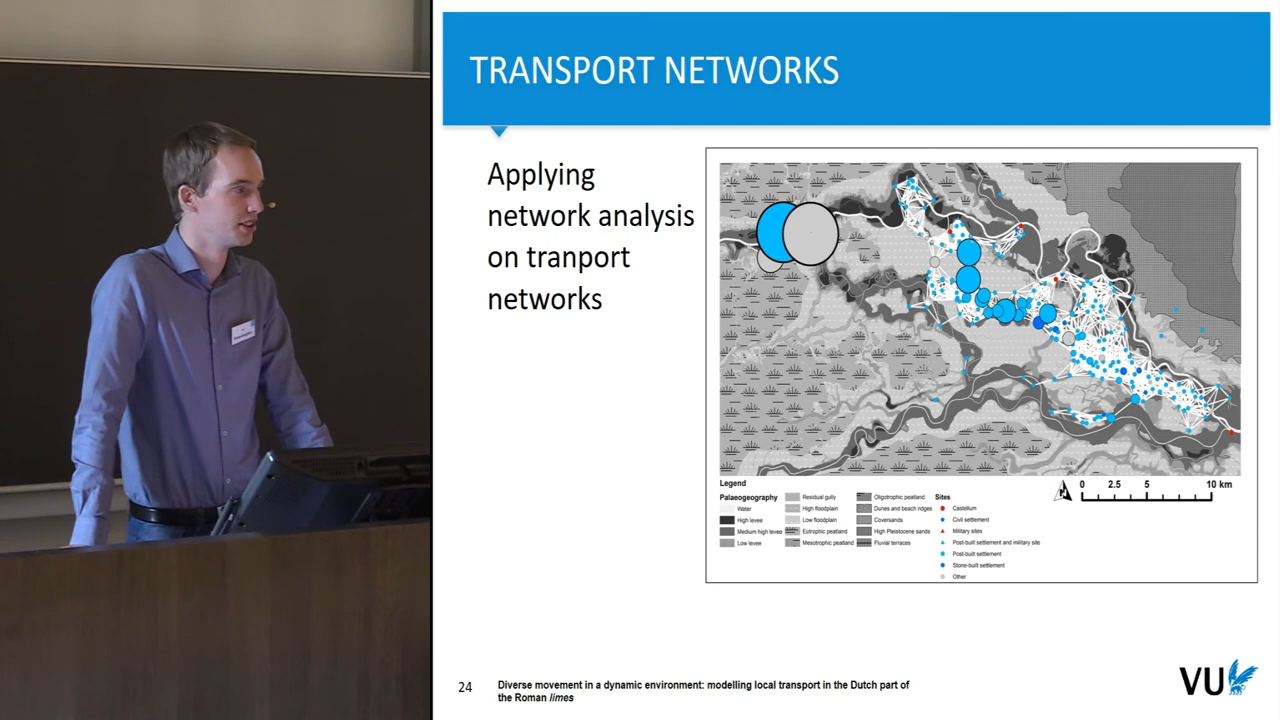 TRANSPORT NETWORKS
Applying
network analysis
on tranport
networks
0 2.5 5 10 km
Legend
Palaeogeography
Water
High levee
Medium high levee
Low levee
Residual gully
High floodplain
Low floodplain
Eutrophic peatland
Mesotrophic peatland
Oligotrophic peatland
Dunes and beach ridges
Coversands
High Pleistocene sands
Fluvial terraces
Sites
Castellum
Civil settlement
Military sites
Post-built settlement and military site
Post-built settlement
Stone-built settlement
Other
24
Diverse movement in a dynamic environment: modelling local transport in the Dutch part of
the Roman limes
VU